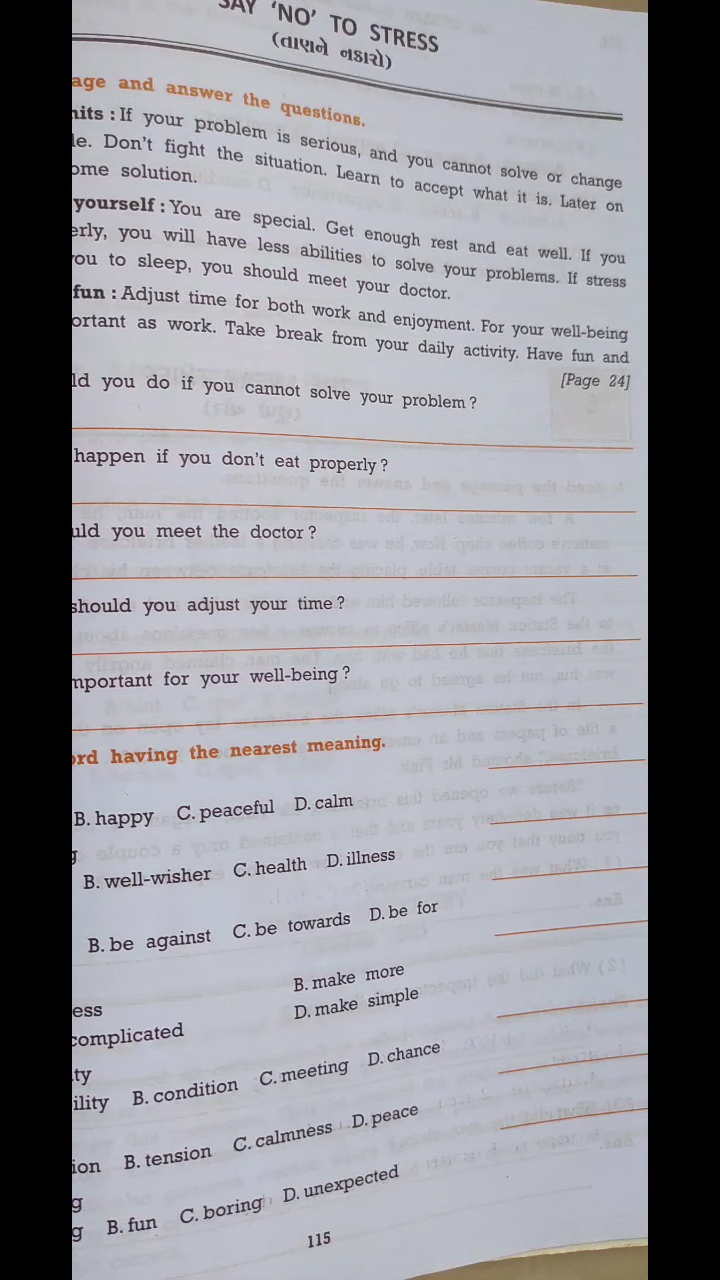 SAY 'NO' TO STRESS
(તાણને નકારો)
age and answer the questions.
nits : If your problem is serious, and you cannot solve or change
le. Don't fight the situation. Learn to accept what it is. Later on
ome solution.
yourself : You are special. Get enough rest and eat well. If you
erly, you will have less abilities to solve your problems. If stress
ou to sleep, you should meet your doctor.
fun : Adjust time for both work and enjoyment. For your well-being
ortant as work. Take break from your daily activity. Have fun and
[Page 24]
ld you do if you cannot solve your problem ?
happen if you don't eat properly ?
uld you meet the doctor ?
should you adjust your time ?
mportant for your well-being ?
ord having the nearest meaning.
B. happy C. peaceful D. calm
g
B. well-wisher C. health D. illness
B. be against C. be towards D. be for
B. make more
ess
D. make simple
complicated
ty
ility B. condition C. meeting D. chance
ion B. tension C. calmness D. peace
g
g B. fun C. boring D. unexpected
115